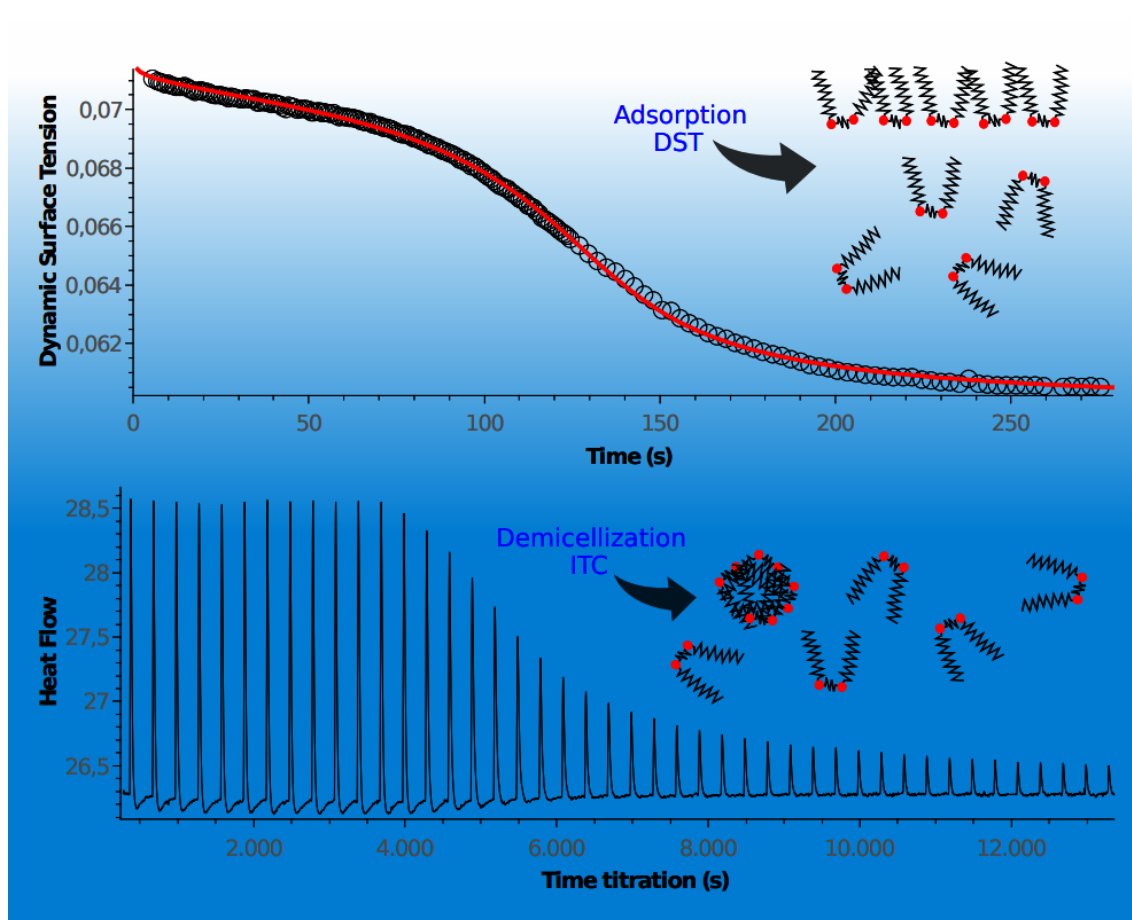 Dynamic Surface Tension
0,07
0,068
0,066
0,064
0,062
Adsorption
DST
0
50
100
150
200
250
Time (s)
Heat Flow
28,5
28
27,5
27
26,5
Demicellization
ITC
2.000
4.000
6.000
8.000
10.000
12.000
Time titration (s)